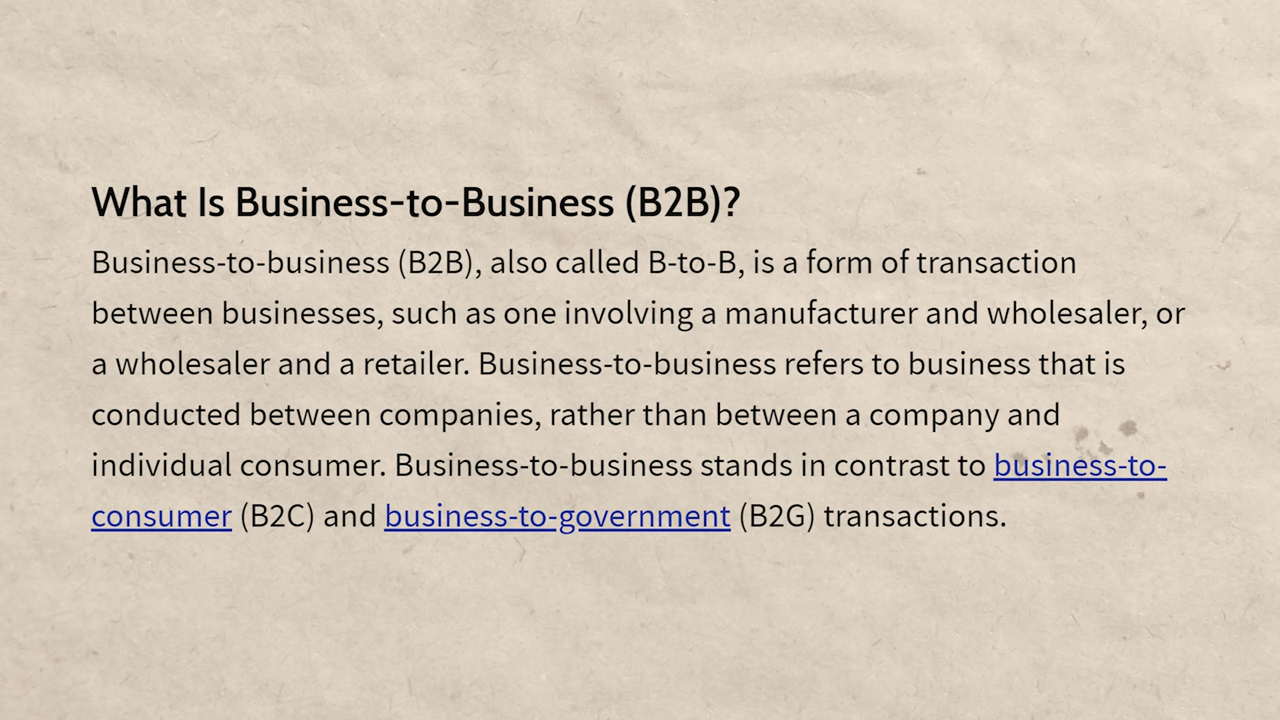 What Is Business-to-Business (B2B)?
Business-to-business (B2B), also called B-to-B, is a form of transaction
between businesses, such as one involving a manufacturer and wholesaler, or
a wholesaler and a retailer. Business-to-business refers to business that is
conducted between companies, rather than between a company and
individual consumer. Business-to-business stands in contrast to business-to-
consumer (B2C) and business-to-government (B2G) transactions.